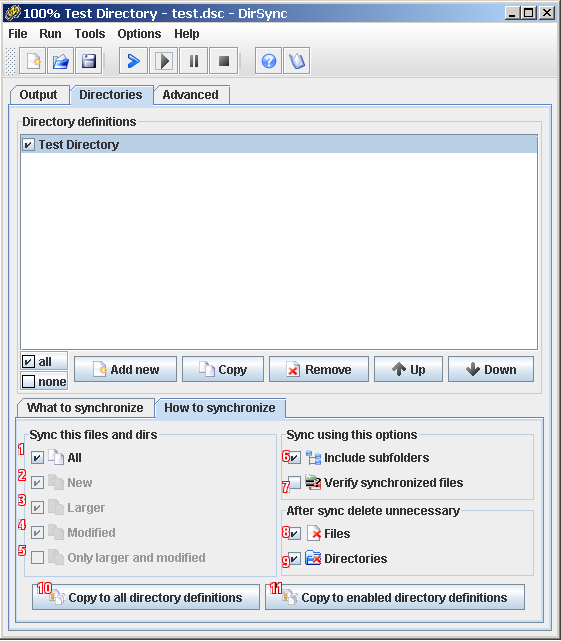 100% Test Directory - test.dsc - DirSync
File Run Tools Options Help
Output Directories Advanced
Directory definitions
Test Directory
all
none
Add new Copy Remove Up Down
What to synchronize How to synchronize
Sync this files and dirs
1 All
2 New
3 Larger
4 Modified
5 Only larger and modified
Sync using this options
6 Include subfolders
7 Verify synchronized files
After sync delete unnecessary
8 Files
9 Directories
10 Copy to all directory definitions
11 Copy to enabled directory definitions